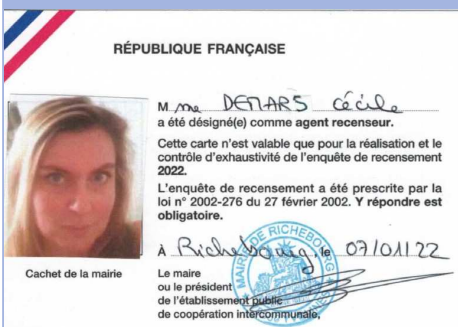 RÉPUBLIQUE FRANÇAISE
M me DEMARS Cécile
a été désigné(e) comme agent recenseur.
Cette carte n'est valable que pour la réalisation et le
contrôle d'exhaustivité de l'enquête de recensement
2022.
L'enquête de recensement a été prescrite par la
loi n° 2002-276 du 27 février 2002. Y répondre est
obligatoire.
À Richebourg, le 07/01/22
Cachet de la mairie
Le maire
ou le président
de l'établissement public
de coopération intercommunale,
MAIRIE DE RICHEBOURG